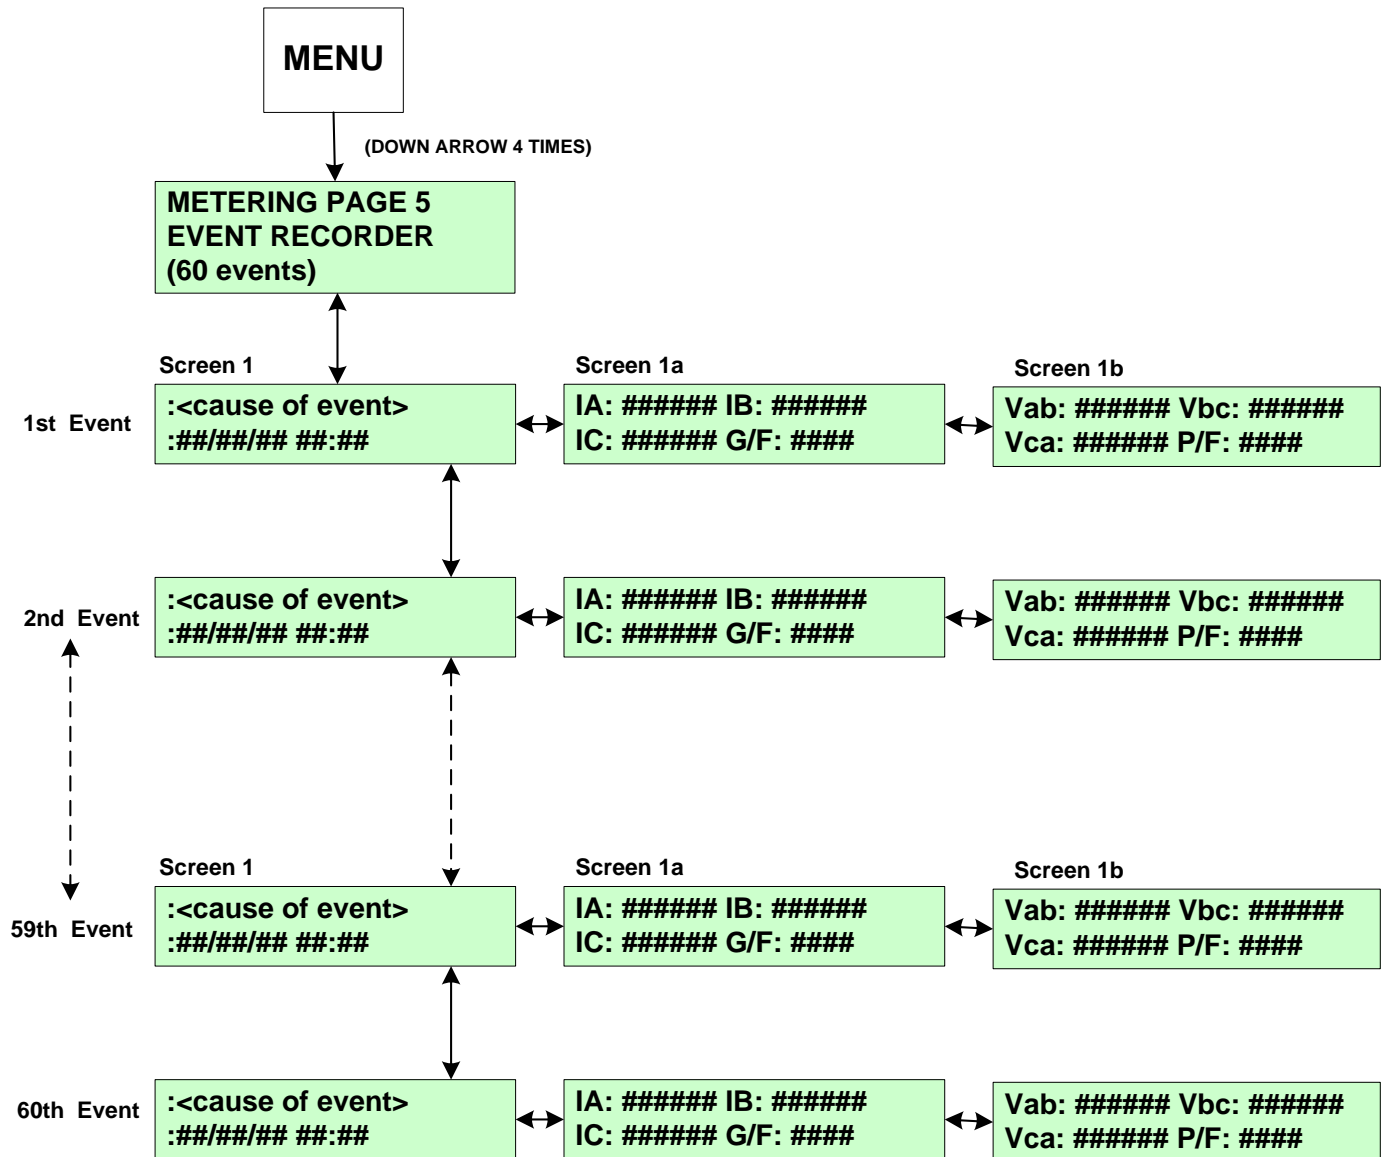 MENU
(DOWN ARROW 4 TIMES)
METERING PAGE 5
EVENT RECORDER
(60 events)
Screen 1
Screen 1a
Screen 1b
1st Event
:<cause of event>
:##/##/## ##:##
IA: ###### IB: ######
IC: ###### G/F: ####
Vab: ###### Vbc: ######
Vca: ###### P/F: ####
2nd Event
:<cause of event>
:##/##/## ##:##
IA: ###### IB: ######
IC: ###### G/F: ####
Vab: ###### Vbc: ######
Vca: ###### P/F: ####
Screen 1
Screen 1a
Screen 1b
59th Event
:<cause of event>
:##/##/## ##:##
IA: ###### IB: ######
IC: ###### G/F: ####
Vab: ###### Vbc: ######
Vca: ###### P/F: ####
60th Event
:<cause of event>
:##/##/## ##:##
IA: ###### IB: ######
IC: ###### G/F: ####
Vab: ###### Vbc: ######
Vca: ###### P/F: ####